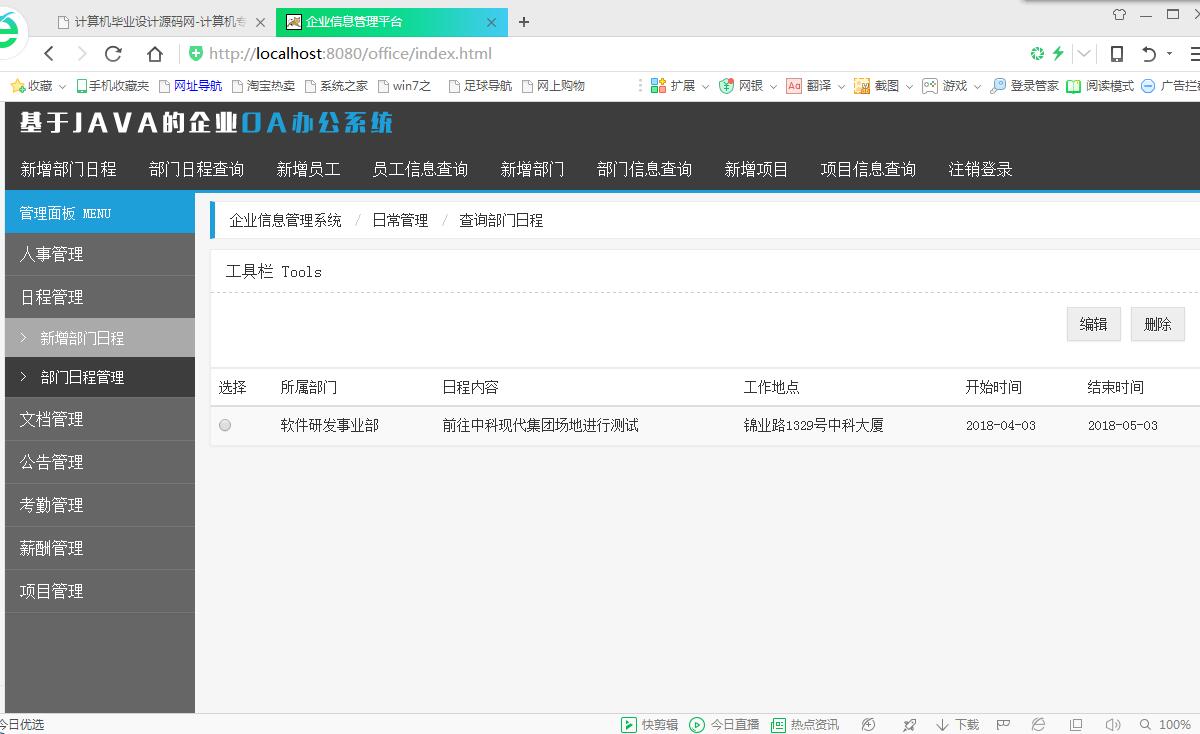 计算机毕业设计源码网-计算机专
企业信息管理平台
http://localhost:8080/office/index.html
收藏 手机收藏夹 网址导航 淘宝热卖 系统之家 win7之 足球导航 网上购物 扩展 网银 Aa 翻译 截图 游戏 登录管家 阅读模式 广告拦
基于JAVA的企业OA办公系统
新增部门日程 部门日程查询 新增员工 员工信息查询 新增部门 部门信息查询 新增项目 项目信息查询 注销登录
管理面板 MENU
人事管理
日程管理
> 新增部门日程
> 部门日程管理
文档管理
公告管理
考勤管理
薪酬管理
项目管理
企业信息管理系统 / 日常管理 / 查询部门日程
工具栏 Tools
编辑 删除
选择 所属部门 日程内容 工作地点 开始时间 结束时间
软件研发事业部 前往中科现代集团场地进行测试 锦业路1329号中科大厦 2018-04-03 2018-05-03
今日优选 快剪辑 今日直播 热点资讯 下载 100%